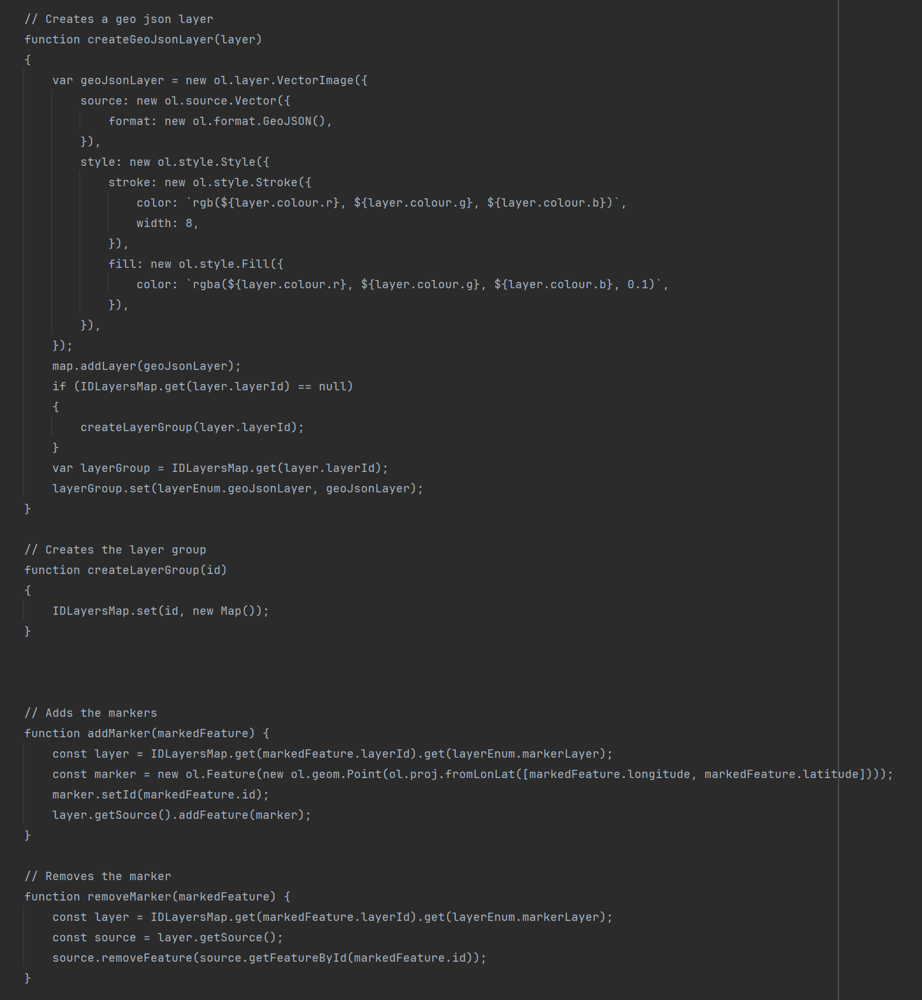 // Creates a geo json layer
function createGeoJsonLayer(layer)
{
    var geoJsonLayer = new ol.layer.VectorImage({
        source: new ol.source.Vector({
            format: new ol.format.GeoJSON(),
        }),
        style: new ol.style.Style({
            stroke: new ol.style.Stroke({
                color: `rgb(${layer.colour.r}, ${layer.colour.g}, ${layer.colour.b})`,
                width: 8,
            }),
            fill: new ol.style.Fill({
                color: `rgba(${layer.colour.r}, ${layer.colour.g}, ${layer.colour.b}, 0.1)`,
            }),
        }),
    });
    map.addLayer(geoJsonLayer);
    if (IDLayersMap.get(layer.layerId) == null)
    {
        createLayerGroup(layer.layerId);
    }
    var layerGroup = IDLayersMap.get(layer.layerId);
    layerGroup.set(layerEnum.geoJsonLayer, geoJsonLayer);
}

// Creates the layer group
function createLayerGroup(id)
{
    IDLayersMap.set(id, new Map());
}

// Adds the markers
function addMarker(markedFeature) {
    const layer = IDLayersMap.get(markedFeature.layerId).get(layerEnum.markerLayer);
    const marker = new ol.Feature(new ol.geom.Point(ol.proj.fromLonLat([markedFeature.longitude, markedFeature.latitude])));
    marker.setId(markedFeature.id);
    layer.getSource().addFeature(marker);
}

// Removes the marker
function removeMarker(markedFeature) {
    const layer = IDLayersMap.get(markedFeature.layerId).get(layerEnum.markerLayer);
    const source = layer.getSource();
    source.removeFeature(source.getFeatureById(markedFeature.id));
}